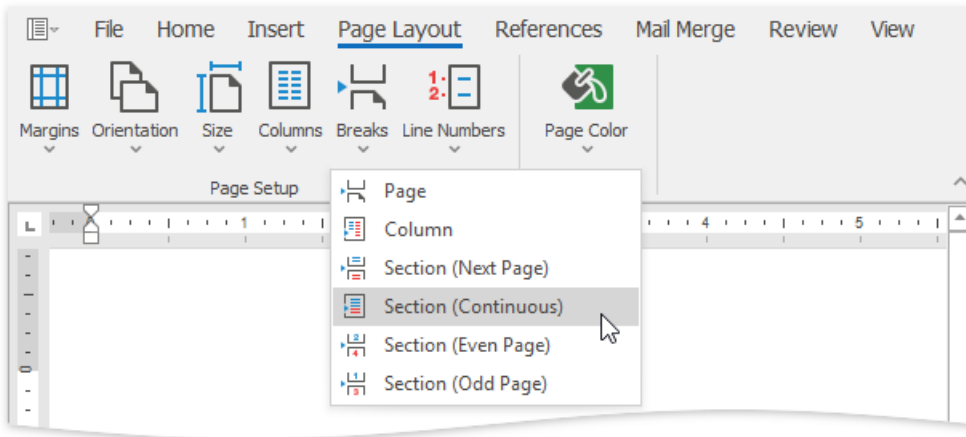 File Home Insert Page Layout References Mail Merge Review View
Margins Orientation Size Columns Breaks Line Numbers Page Color
Page Setup
Page
L 1 4 5
Column
Section (Next Page)
Section (Continuous)
Section (Even Page)
Section (Odd Page)